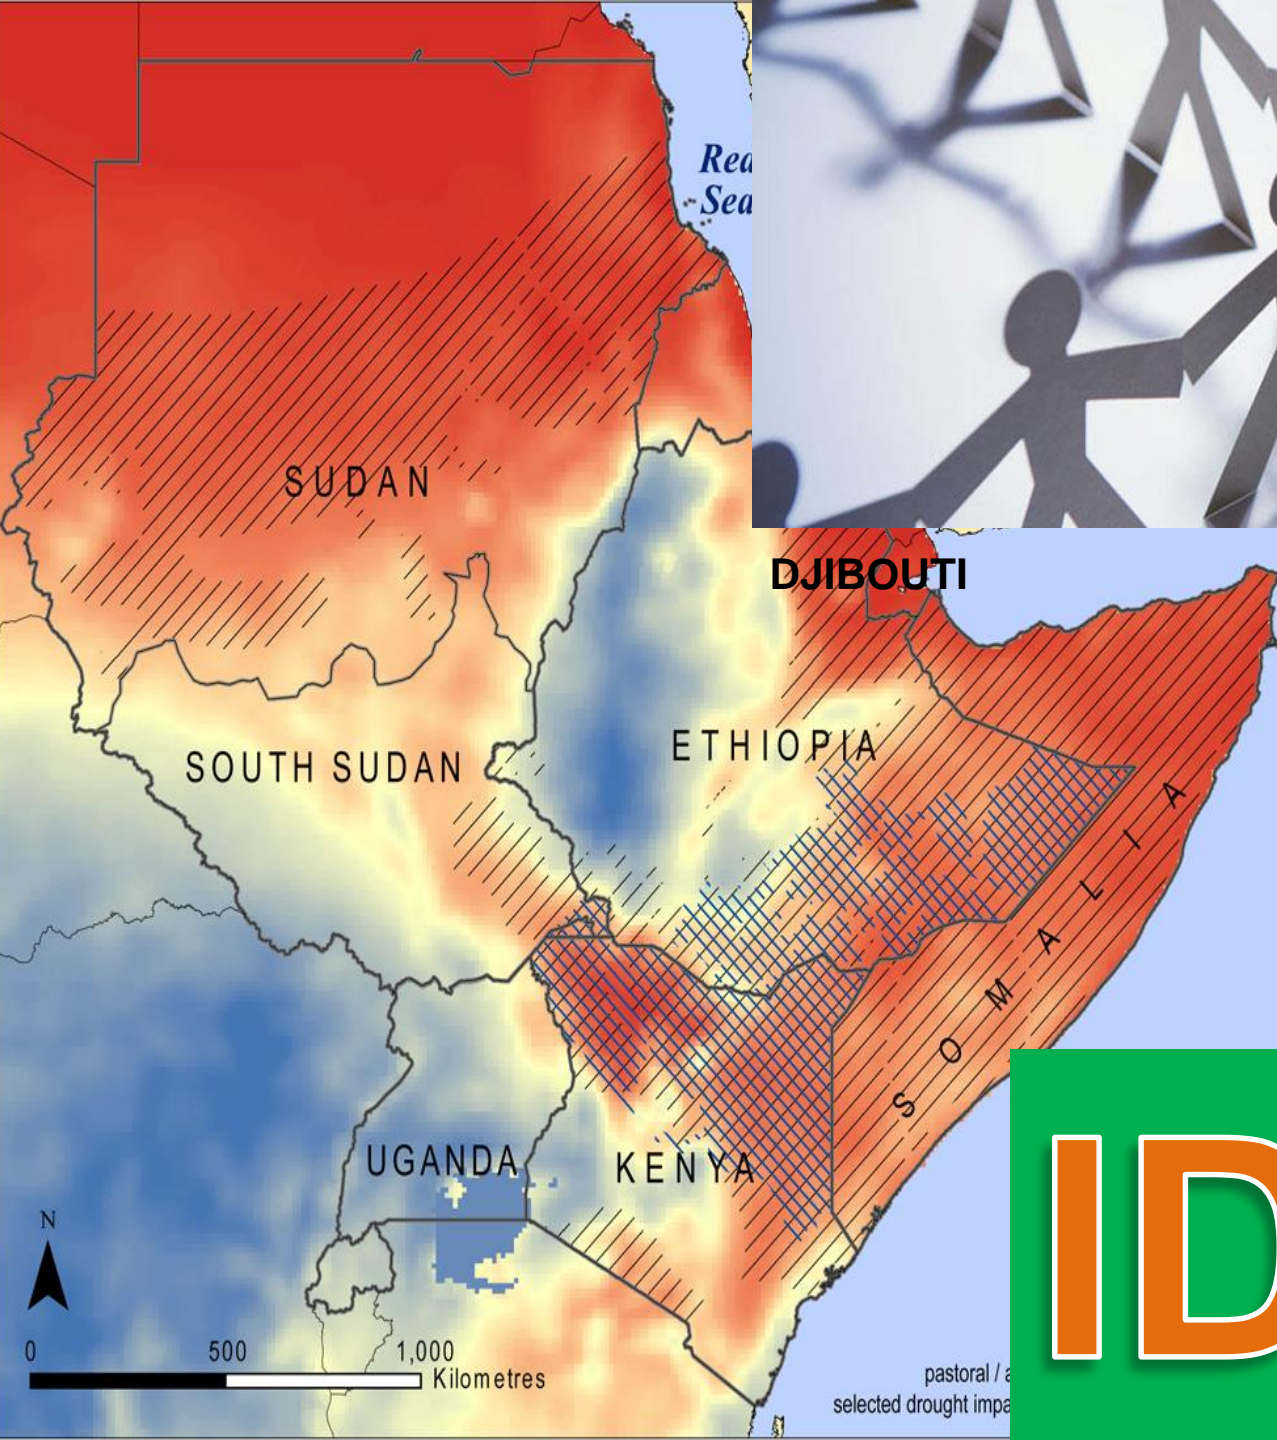 Red
Sea
DJIBOUTI
SUDAN
SOUTH SUDAN
ETHIOPIA
SOMALIA
UGANDA
KENYA
N
0 500 1,000
Kilometres
pastoral /
selected drought
ID